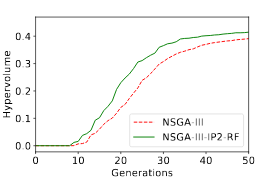 Hypervolume
0.4
0.3
0.2
0.1
0.0
NSGA-III
NSGA-III-IP2-RF
0 10 20 30 40 50
Generations